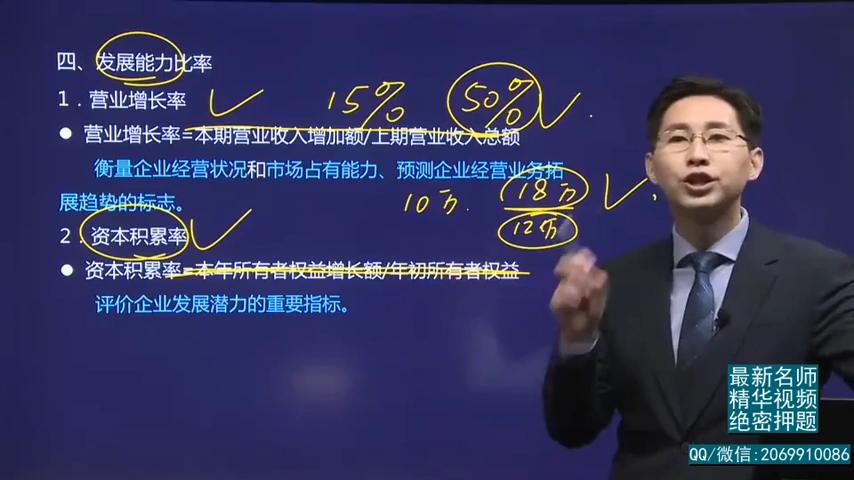 四、发展能力比率
1．营业增长率
15% 50%
● 营业增长率=本期营业收入增加额/上期营业收入总额
衡量企业经营状况和市场占有能力、预测企业经营业务拓
展趋势的标志。
10万 18万
12万
2．资本积累率
● 资本积累率=本年所有者权益增长额/年初所有者权益
评价企业发展潜力的重要指标。
最新名师
精华视频
绝密押题
QQ/微信:2069910086